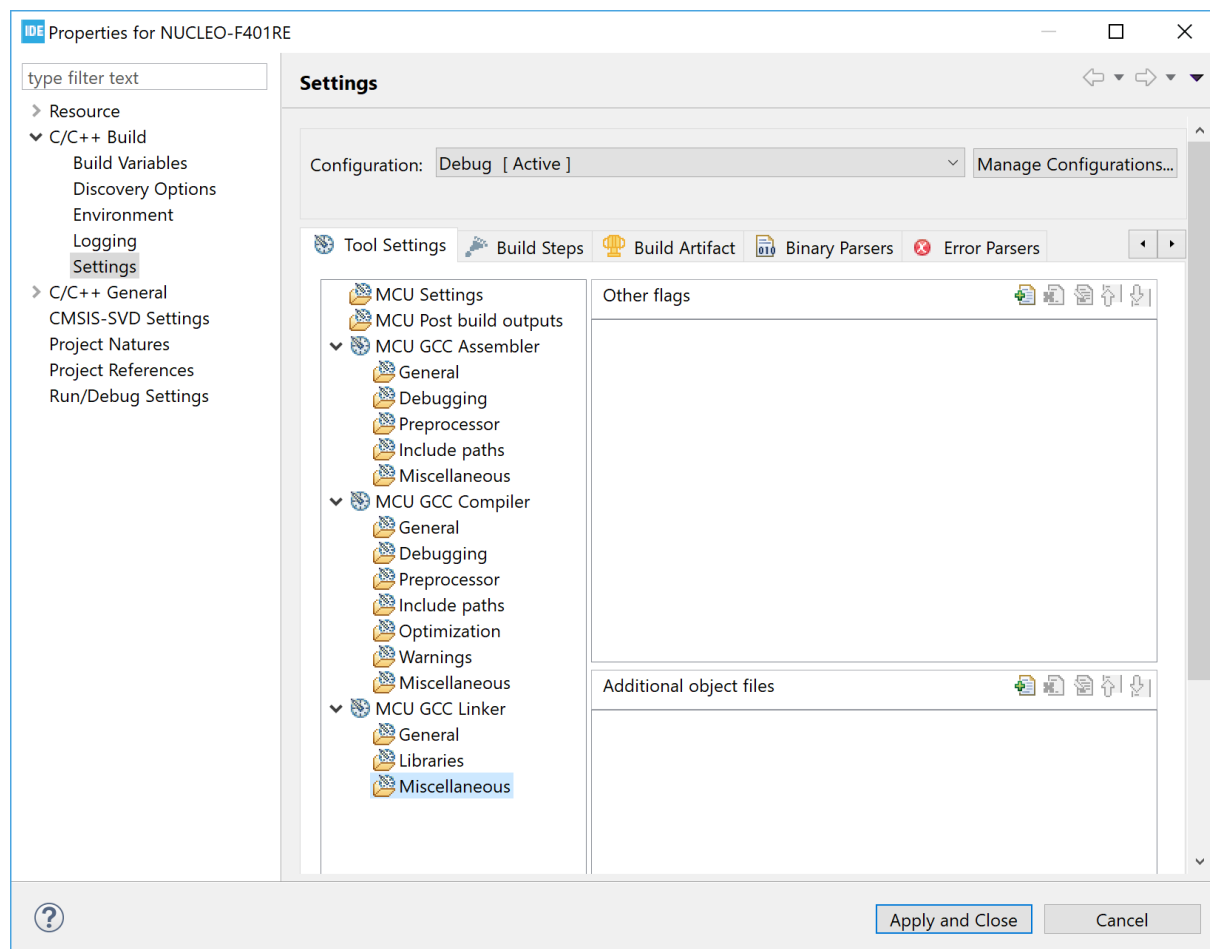 IDE Properties for NUCLEO-F401RE
type filter text
Resource
C/C++ Build
Build Variables
Discovery Options
Environment
Logging
Settings
C/C++ General
CMSIS-SVD Settings
Project Natures
Project References
Run/Debug Settings
Settings
Configuration: Debug [ Active ] Manage Configurations...
Tool Settings Build Steps Build Artifact Binary Parsers Error Parsers
MCU Settings
MCU Post build outputs
MCU GCC Assembler
General
Debugging
Preprocessor
Include paths
Miscellaneous
MCU GCC Compiler
General
Debugging
Preprocessor
Include paths
Optimization
Warnings
Miscellaneous
MCU GCC Linker
General
Libraries
Miscellaneous
Other flags
Additional object files
? Apply and Close Cancel